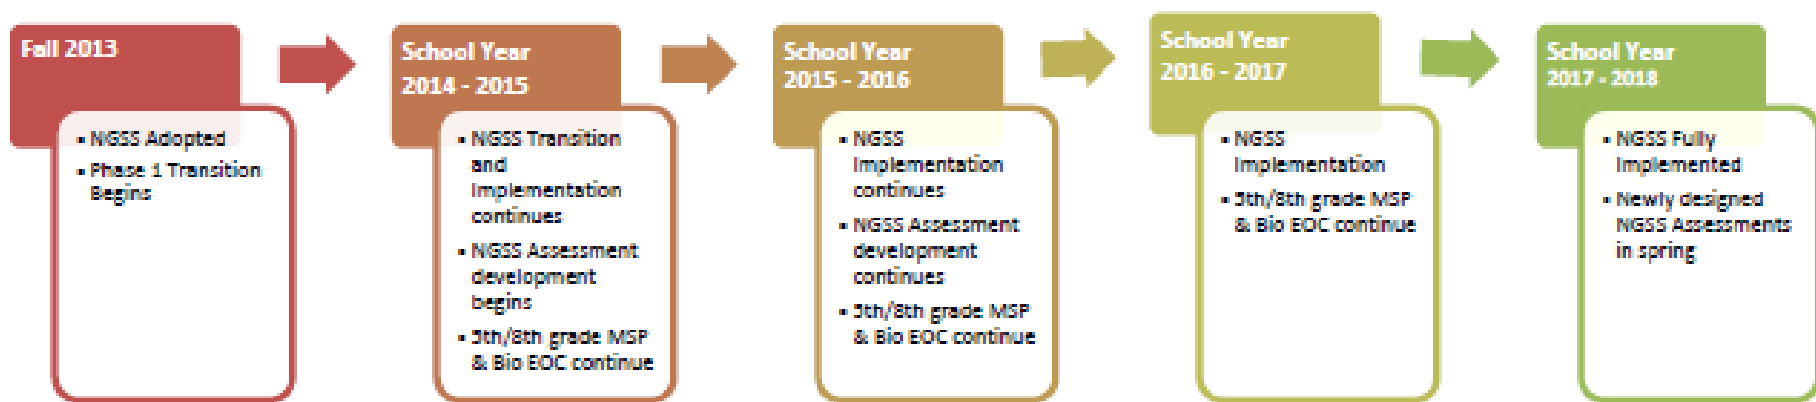 Fall 2013
▪ NGSS Adopted
▪ Phase 1 Transition
Begins
School Year
2014 - 2015
▪ NGSS Transition
and
Implementation
continues
▪ NGSS Assessment
development
begins
▪ 5th/8th grade MSP
& Bio EOC continue
School Year
2015 - 2016
▪ NGSS
Implementation
continues
▪ NGSS Assessment
development
continues
▪ 5th/8th grade MSP
& Bio EOC continue
School Year
2016 - 2017
▪ NGSS
Implementation
▪ 5th/8th grade MSP
& Bio EOC continue
School Year
2017 - 2018
▪ NGSS Fully
Implemented
▪ Newly designed
NGSS Assessments
in spring